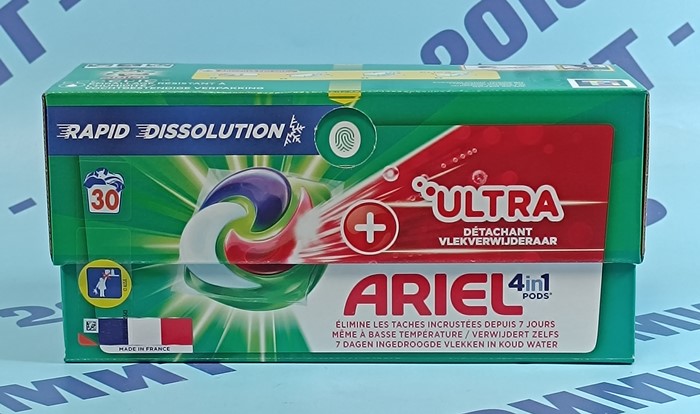 RAPID DISSOLUTION
30
ULTRA
DÉTACHANT
VLEKVERWIJDERAAR
ARIEL
4in1
PODS
ÉLIMINE LES TACHES INCRUSTÉES DEPUIS 7 JOURS
MÊME À BASSE TEMPÉRATURE / VERWIJDERT ZELFS
7 DAGEN INGEDROOGDE VLEKKEN IN KOUD WATER
MADE IN FRANCE